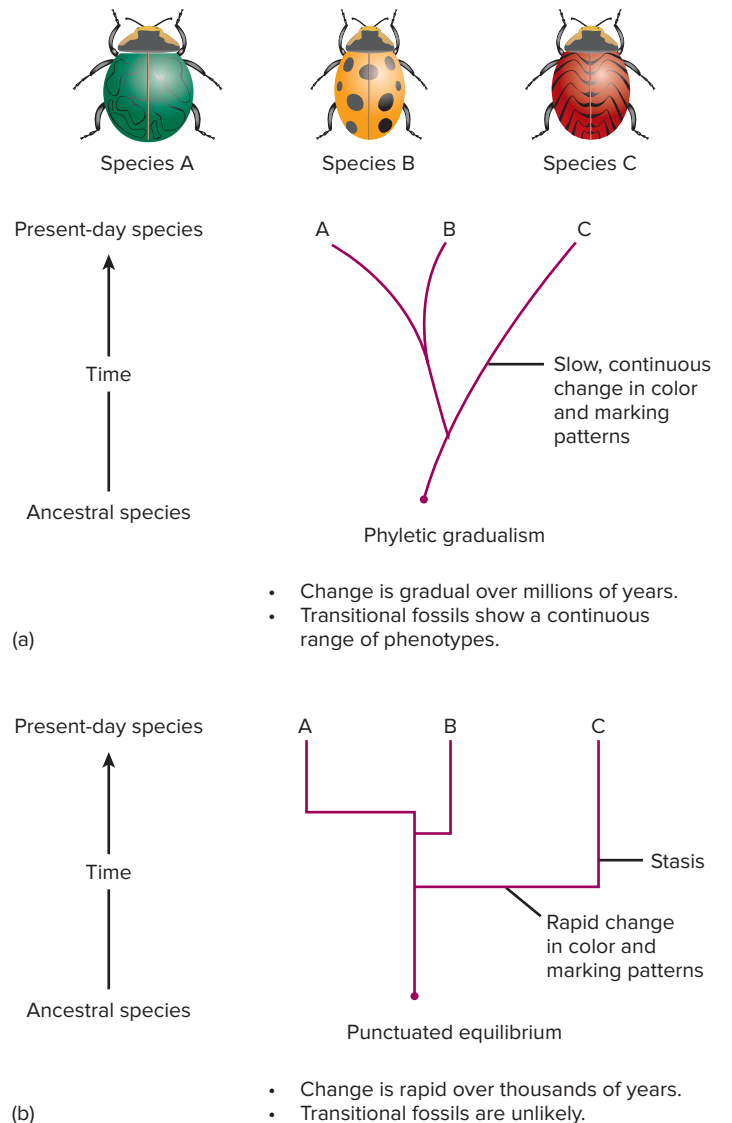 Species A
Species B
Species C
Present-day species
A
B
C
Time
Slow, continuous
change in color
and marking
patterns
Ancestral species
Phyletic gradualism
• Change is gradual over millions of years.
• Transitional fossils show a continuous
range of phenotypes.
(a)
Present-day species
A
B
C
Time
Stasis
Rapid change
in color and
marking patterns
Ancestral species
Punctuated equilibrium
• Change is rapid over thousands of years.
• Transitional fossils are unlikely.
(b)